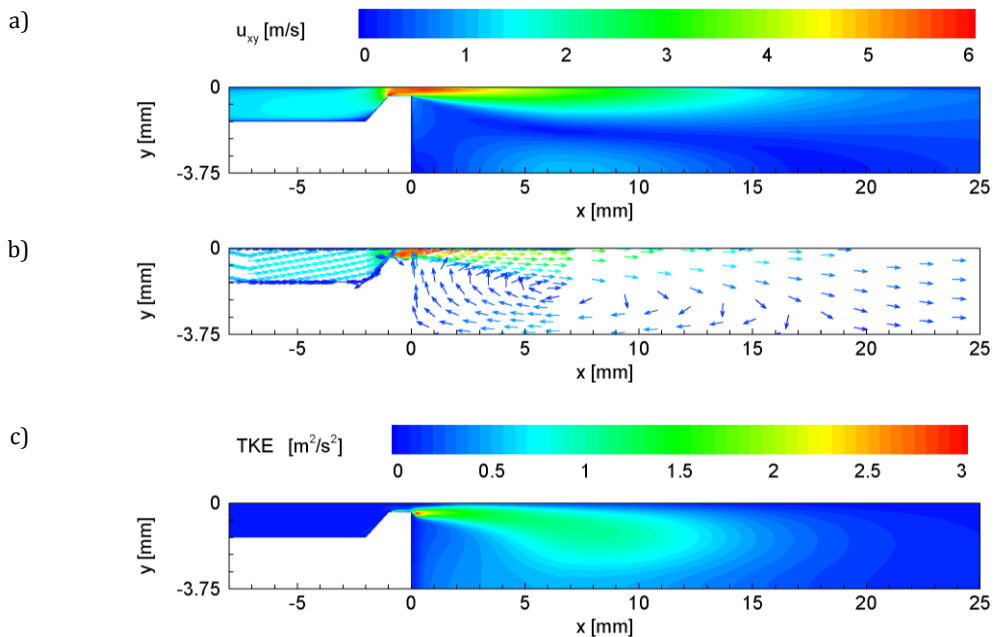 a)
u_xy [m/s]
0 1 2 3 4 5 6
0
y [mm]
-3.75
-5 0 5 10 15 20 25
x [mm]
b)
0
y [mm]
-3.75
-5 0 5 10 15 20 25
x [mm]
c)
TKE [m²/s²]
0 0.5 1 1.5 2 2.5 3
0
y [mm]
-3.75
-5 0 5 10 15 20 25
x [mm]